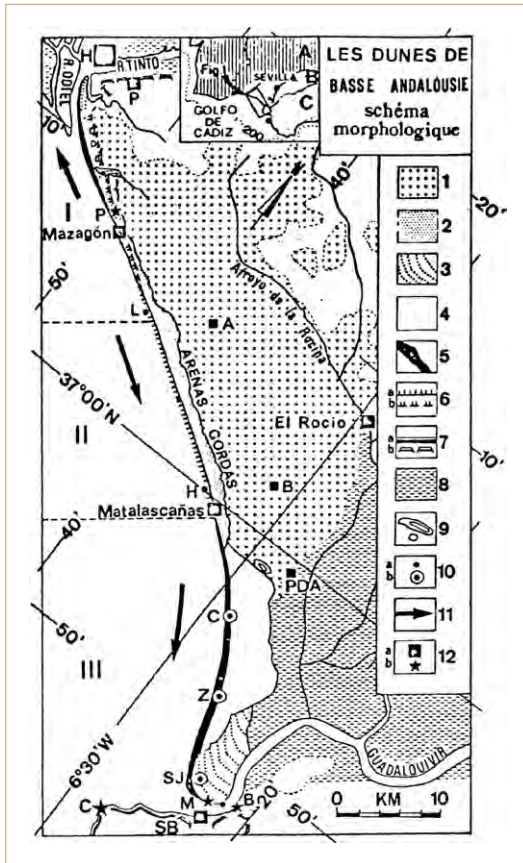 LES DUNES DE
BASSE ANDALOUSIE
schéma
morphologique
H
R. ODIEL
R. TINTO
P
Fig
SEVILLA
A
B
C
GOLFO
DE
CADIZ
200
10'
40'
20'
I
P
Mazagón
50'
L
A
Arroyo de la Rocina
37°00'N
ARENAS
GORDAS
El Rocio
II
10'
H
B
Matalascañas
40'
PDA
50'
C
III
Z
6°30'W
SJ
GUADALQUIVIR
M
B
C
SB
20'
50'
0 KM 10
1
2
3
4
5
a
b
6
a
b
7
8
9
a
b
10
11
a
b
12